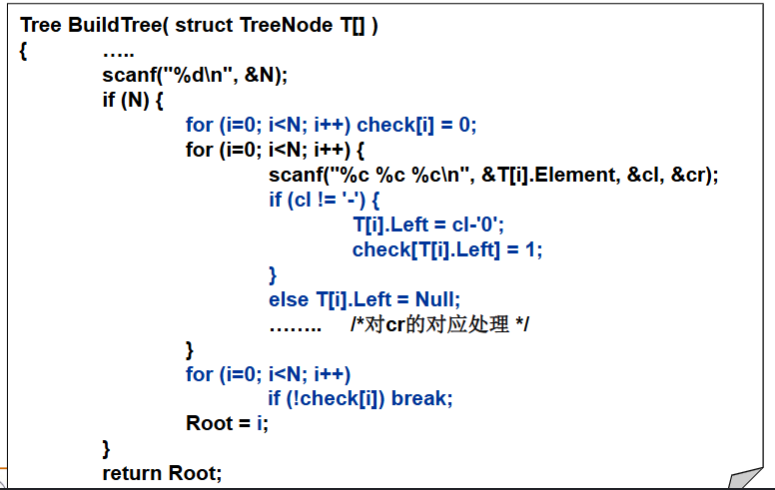 Tree BuildTree( struct TreeNode T[] )
{ …..
scanf("%d\n", &N);
if (N) {
for (i=0; i<N; i++) check[i] = 0;
for (i=0; i<N; i++) {
scanf("%c %c %c\n", &T[i].Element, &cl, &cr);
if (cl != '-') {
T[i].Left = cl-'0';
check[T[i].Left] = 1;
}
else T[i].Left = Null;
…….. /*对cr的对应处理 */
}
for (i=0; i<N; i++)
if (!check[i]) break;
Root = i;
}
return Root;